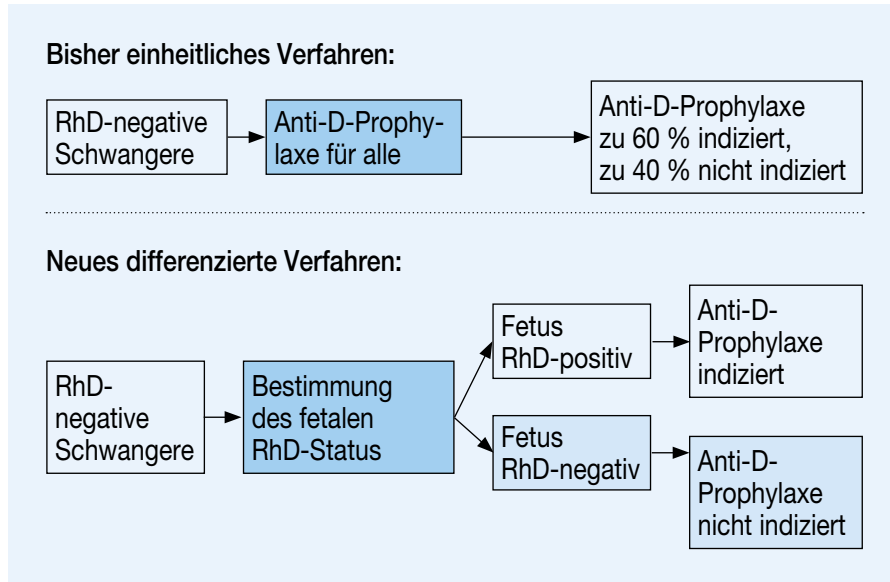 Bisher einheitliches Verfahren:
RhD-negative
Schwangere
Anti-D-Prophy-
laxe für alle
Anti-D-Prophylaxe
zu 60 % indiziert,
zu 40 % nicht indiziert
Neues differenzierte Verfahren:
RhD-
negative
Schwangere
Bestimmung
des fetalen
RhD-Status
Fetus
RhD-positiv
Anti-D-
Prophylaxe
indiziert
Fetus
RhD-negativ
Anti-D-
Prophylaxe
nicht indiziert